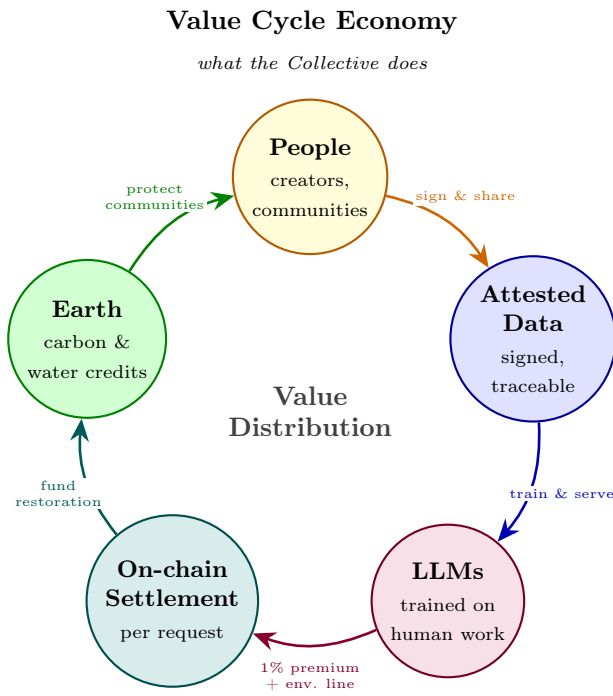 Value Cycle Economy
what the Collective does
People
creators,
communities
protect
communities
sign & share
Earth
carbon &
water credits
Attested
Data
signed,
traceable
Value
Distribution
fund
restoration
train & serve
On-chain
Settlement
per request
LLMs
trained on
human work
1% premium
+ env. line